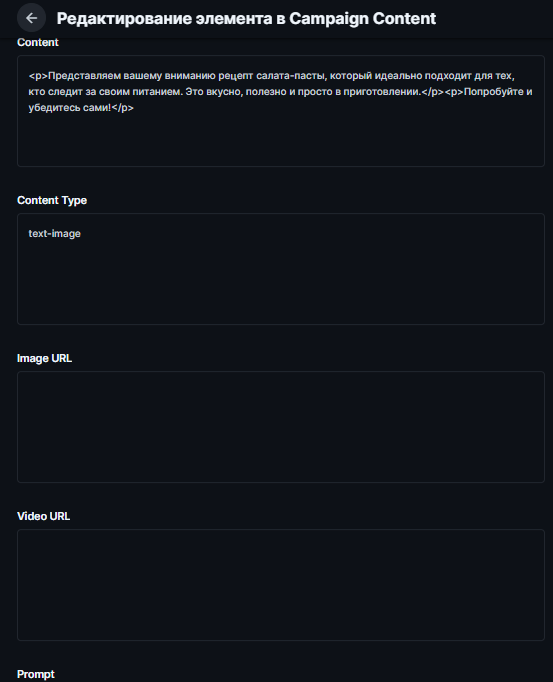 Редактирование элемента в Campaign Content
Content
<p>Представляем вашему вниманию рецепт салата-пасты, который идеально подходит для тех,
кто следит за своим питанием. Это вкусно, полезно и просто в приготовлении.</p><p>Попробуйте и
убедитесь сами!</p>
Content Type
text-image
Image URL
Video URL
Prompt